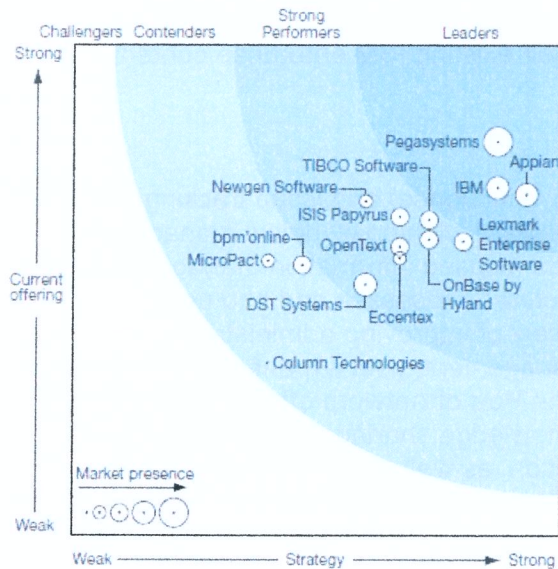 Strong
Challengers Contenders Performers Leaders
Strong
Pegasystems
Appian
TIBCO Software
Newgen Software
IBM
ISIS Papyrus
Lexmark
Enterprise
Software
bpm'online
OpenText
MicroPact
OnBase by
Hyland
Current
offering
DST Systems
Eccentex
Column Technologies
Market presence
Weak
Weak Strategy Strong